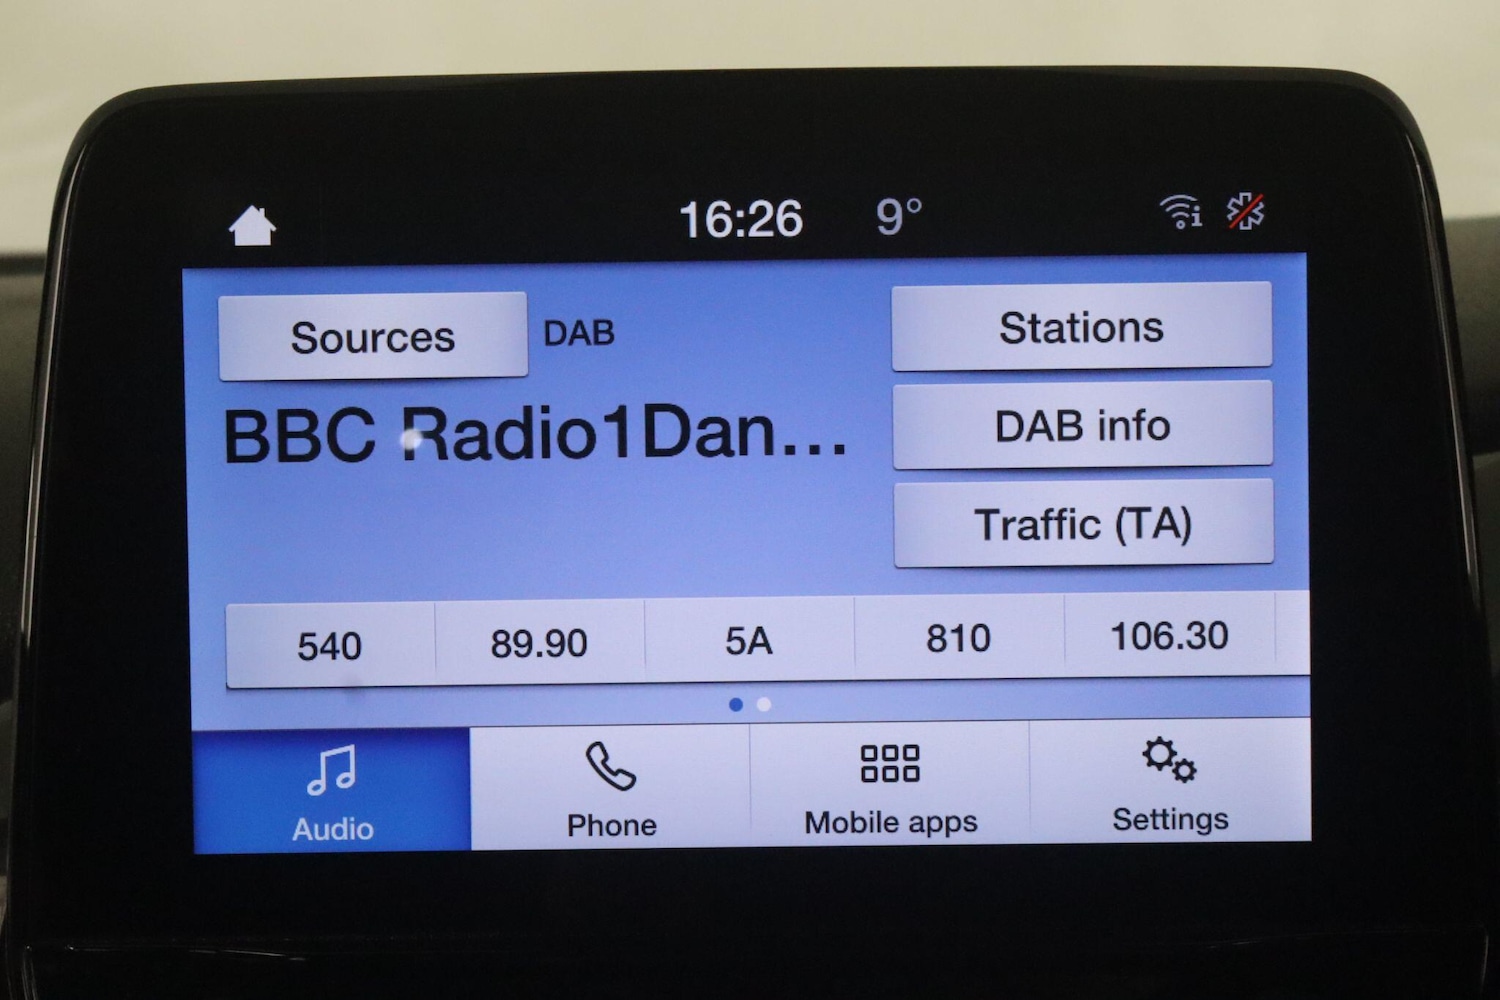 16:26 9°
Sources DAB Stations
BBC Radio1Dan...
DAB info
Traffic (TA)
540 89.90 5A 810 106.30
Audio Phone Mobile apps Settings